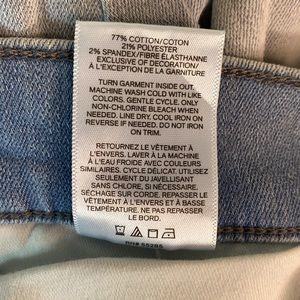 77% COTTON/COTON
21% POLYESTER
2% SPANDEX/FIBRE ÉLASTHANNE
EXCLUSIVE OF DECORATION/
À L'EXCEPTION DE LA GARNITURE
TURN GARMENT INSIDE OUT.
MACHINE WASH COLD WITH LIKE
COLORS. GENTLE CYCLE. ONLY
NON-CHLORINE BLEACH WHEN
NEEDED. LINE DRY. COOL IRON ON
REVERSE IF NEEDED. DO NOT IRON
ON TRIM.
RETOURNEZ LE VÊTEMENT À
L'ENVERS. LAVER À LA MACHINE
À L'EAU FROIDE AVEC COULEURS
SIMILAIRES. CYCLE DÉLICAT. UTILISEZ
SEULEMENT DU JAVELLISANT
SANS CHLORE, SI NÉCESSAIRE.
SÉCHAGE SUR CORDE. REPASSER LE
VÊTEMENT À L'ENVERS ET À BASSE
TEMPÉRATURE. NE PAS REPASSER
LE BORD.